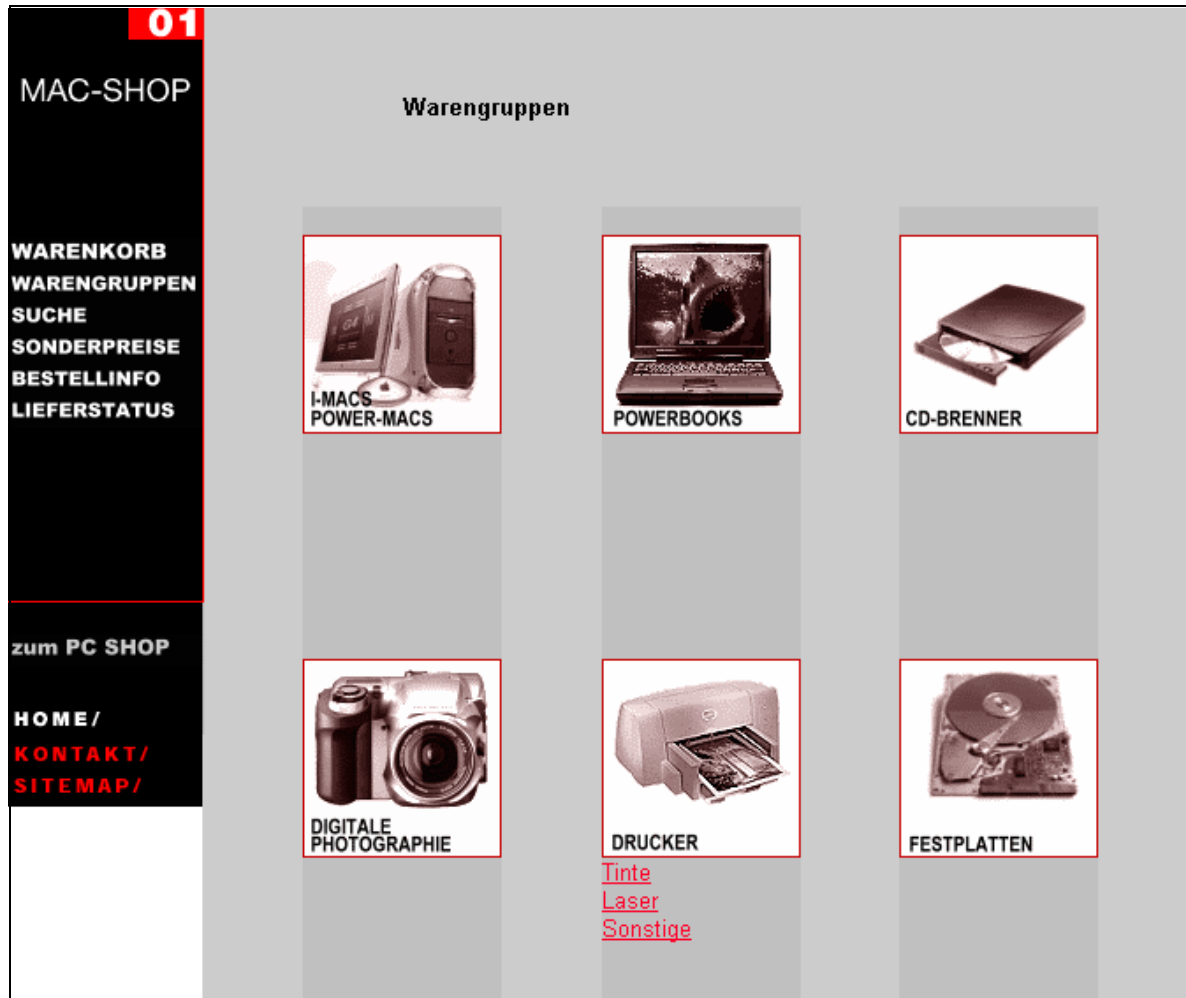 01
MAC-SHOP
WARENKORB
WARENGRUPPEN
SUCHE
SONDERPREISE
BESTELLINFO
LIEFERSTATUS
zum PC SHOP
HOME/
KONTAKT/
SITEMAP/
Warengruppen
G4
I-MACS
POWER-MACS
POWERBOOKS
CD-BRENNER
DIGITALE
PHOTOGRAPHIE
DRUCKER
Tinte
Laser
Sonstige
FESTPLATTEN